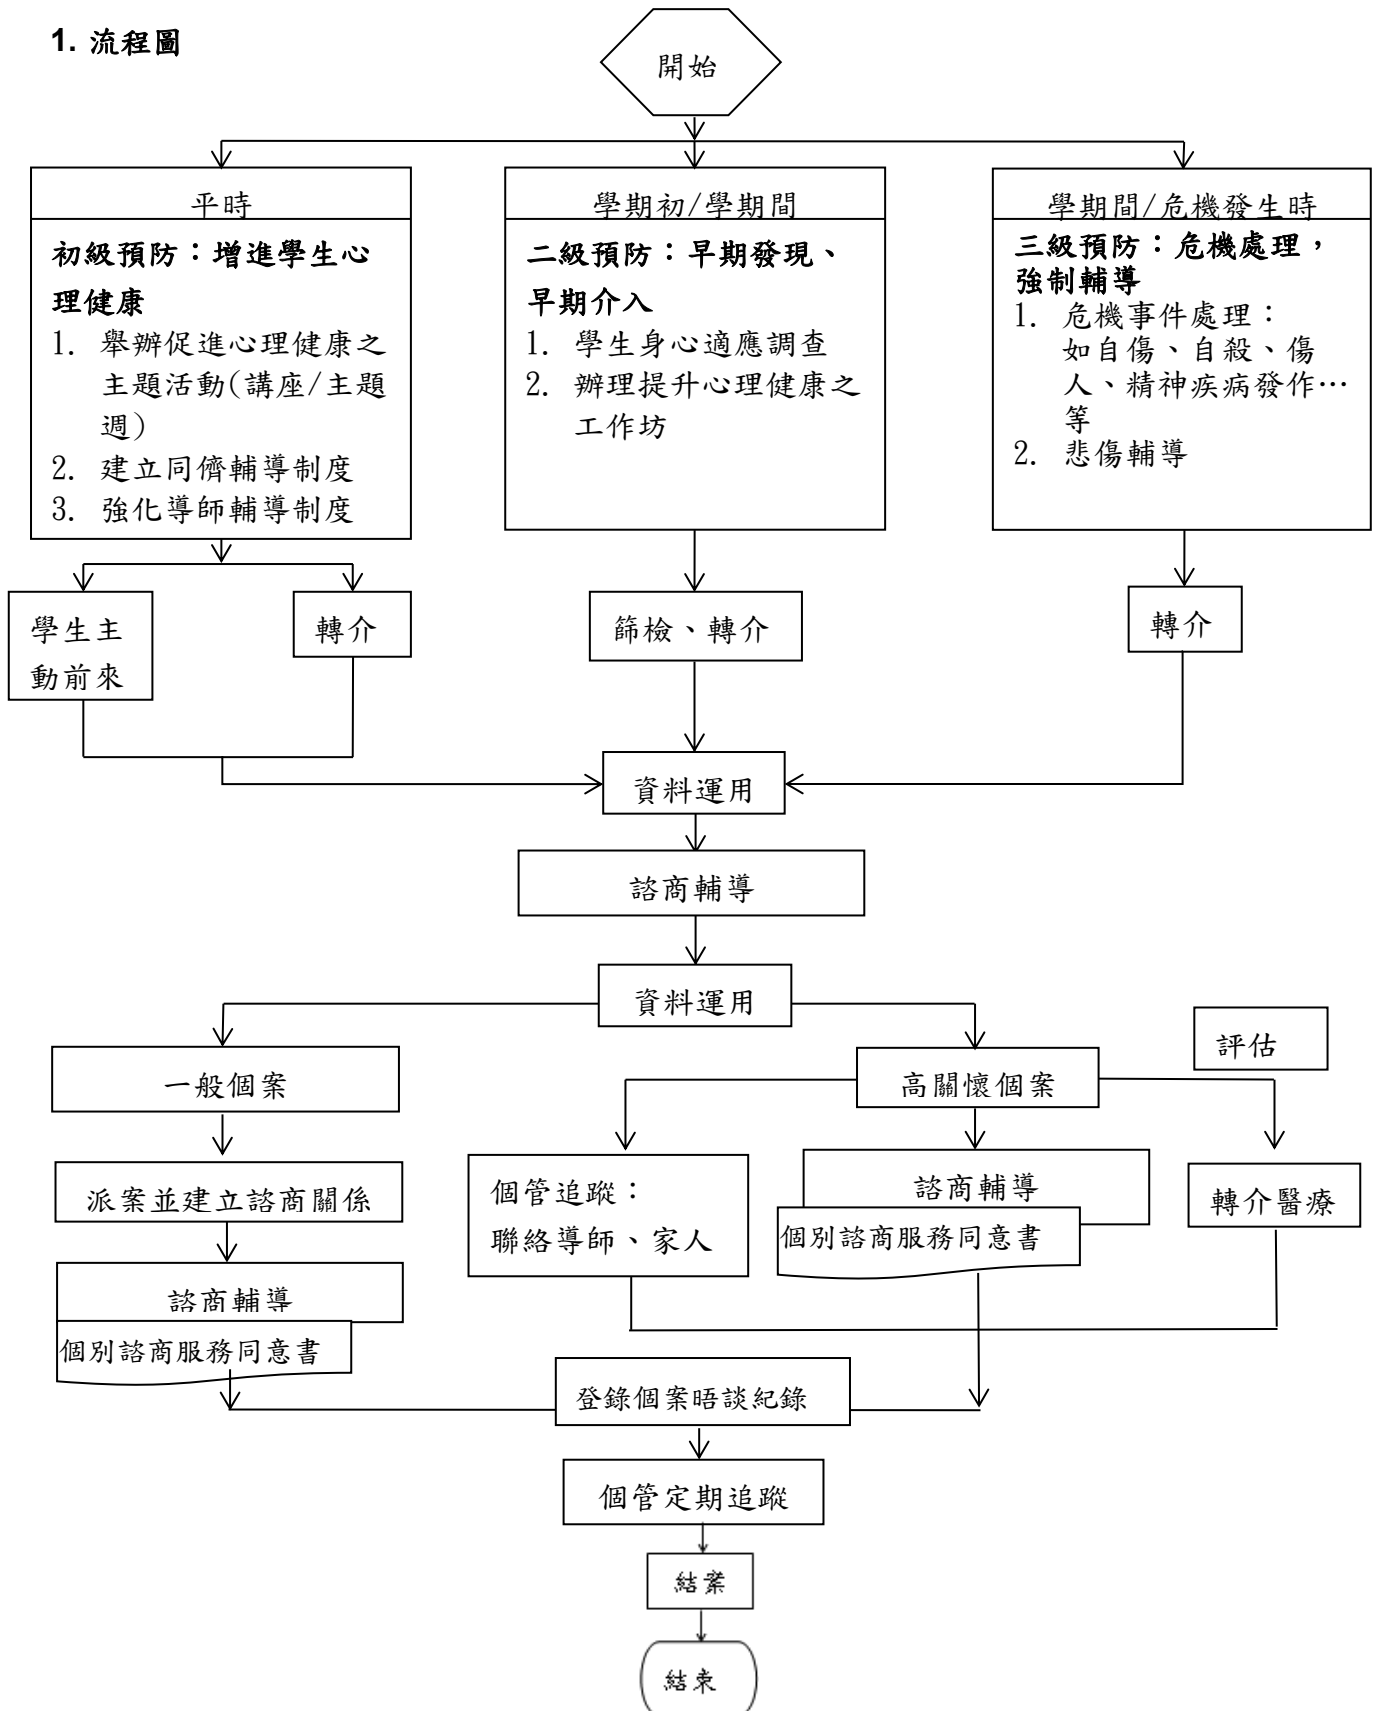 1. 流程圖
開始
平時
初級預防：增進學生心
理健康
1. 舉辦促進心理健康之
主題活動(講座/主題
週)
2. 建立同儕輔導制度
3. 強化導師輔導制度
學期初/學期間
二級預防：早期發現、
早期介入
1. 學生身心適應調查
2. 辦理提升心理健康之
工作坊
學期間/危機發生時
三級預防：危機處理，
強制輔導
1. 危機事件處理：
如自傷、自殺、傷
人、精神疾病發作…
等
2. 悲傷輔導
學生主
動前來
轉介
篩檢、轉介
轉介
資料運用
諮商輔導
資料運用
評估
一般個案
高關懷個案
派案並建立諮商關係
個管追蹤：
聯絡導師、家人
諮商輔導
個別諮商服務同意書
轉介醫療
諮商輔導
個別諮商服務同意書
登錄個案晤談紀錄
個管定期追蹤
結案
結束